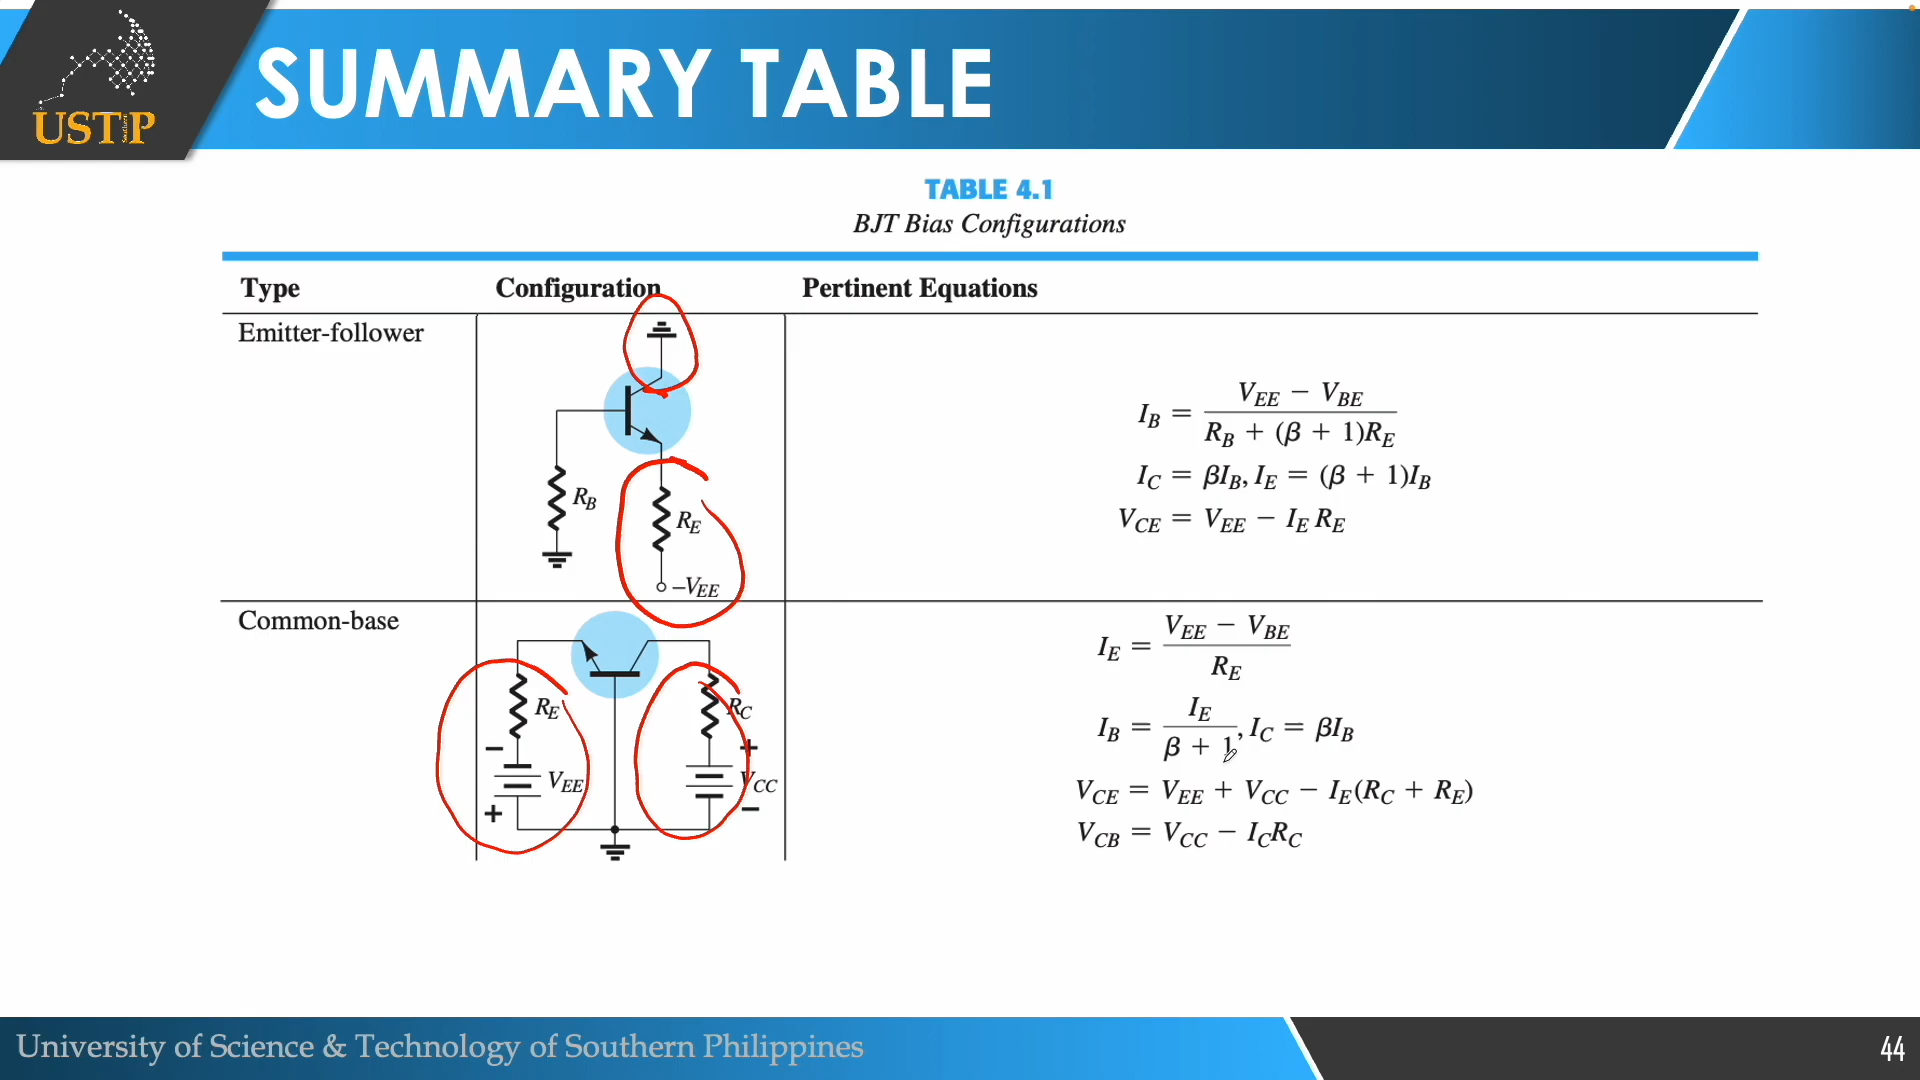 SUMMARY TABLE
USTP
TABLE 4.1
BJT Bias Configurations
Type Configuration Pertinent Equations
Emitter-follower
R_B
R_E
−V_EE
I_B = (V_EE − V_BE) / (R_B + (β + 1)R_E)
I_C = βI_B, I_E = (β + 1)I_B
V_CE = V_EE − I_E R_E
Common-base
R_E
−
V_EE
+
R_C
+
V_CC
−
I_E = (V_EE − V_BE) / R_E
I_B = I_E / (β + 1), I_C = βI_B
V_CE = V_EE + V_CC − I_E(R_C + R_E)
V_CB = V_CC − I_C R_C
University of Science & Technology of Southern Philippines
44